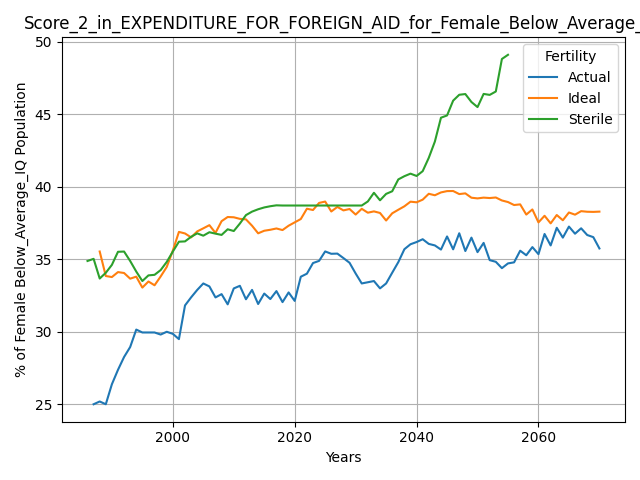 Score_2_in_EXPENDITURE_FOR_FOREIGN_AID_for_Female_Below_Average_
50
45
40
35
30
25
% of Female Below_Average_IQ Population
Fertility
Actual
Ideal
Sterile
2000 2020 2040 2060
Years